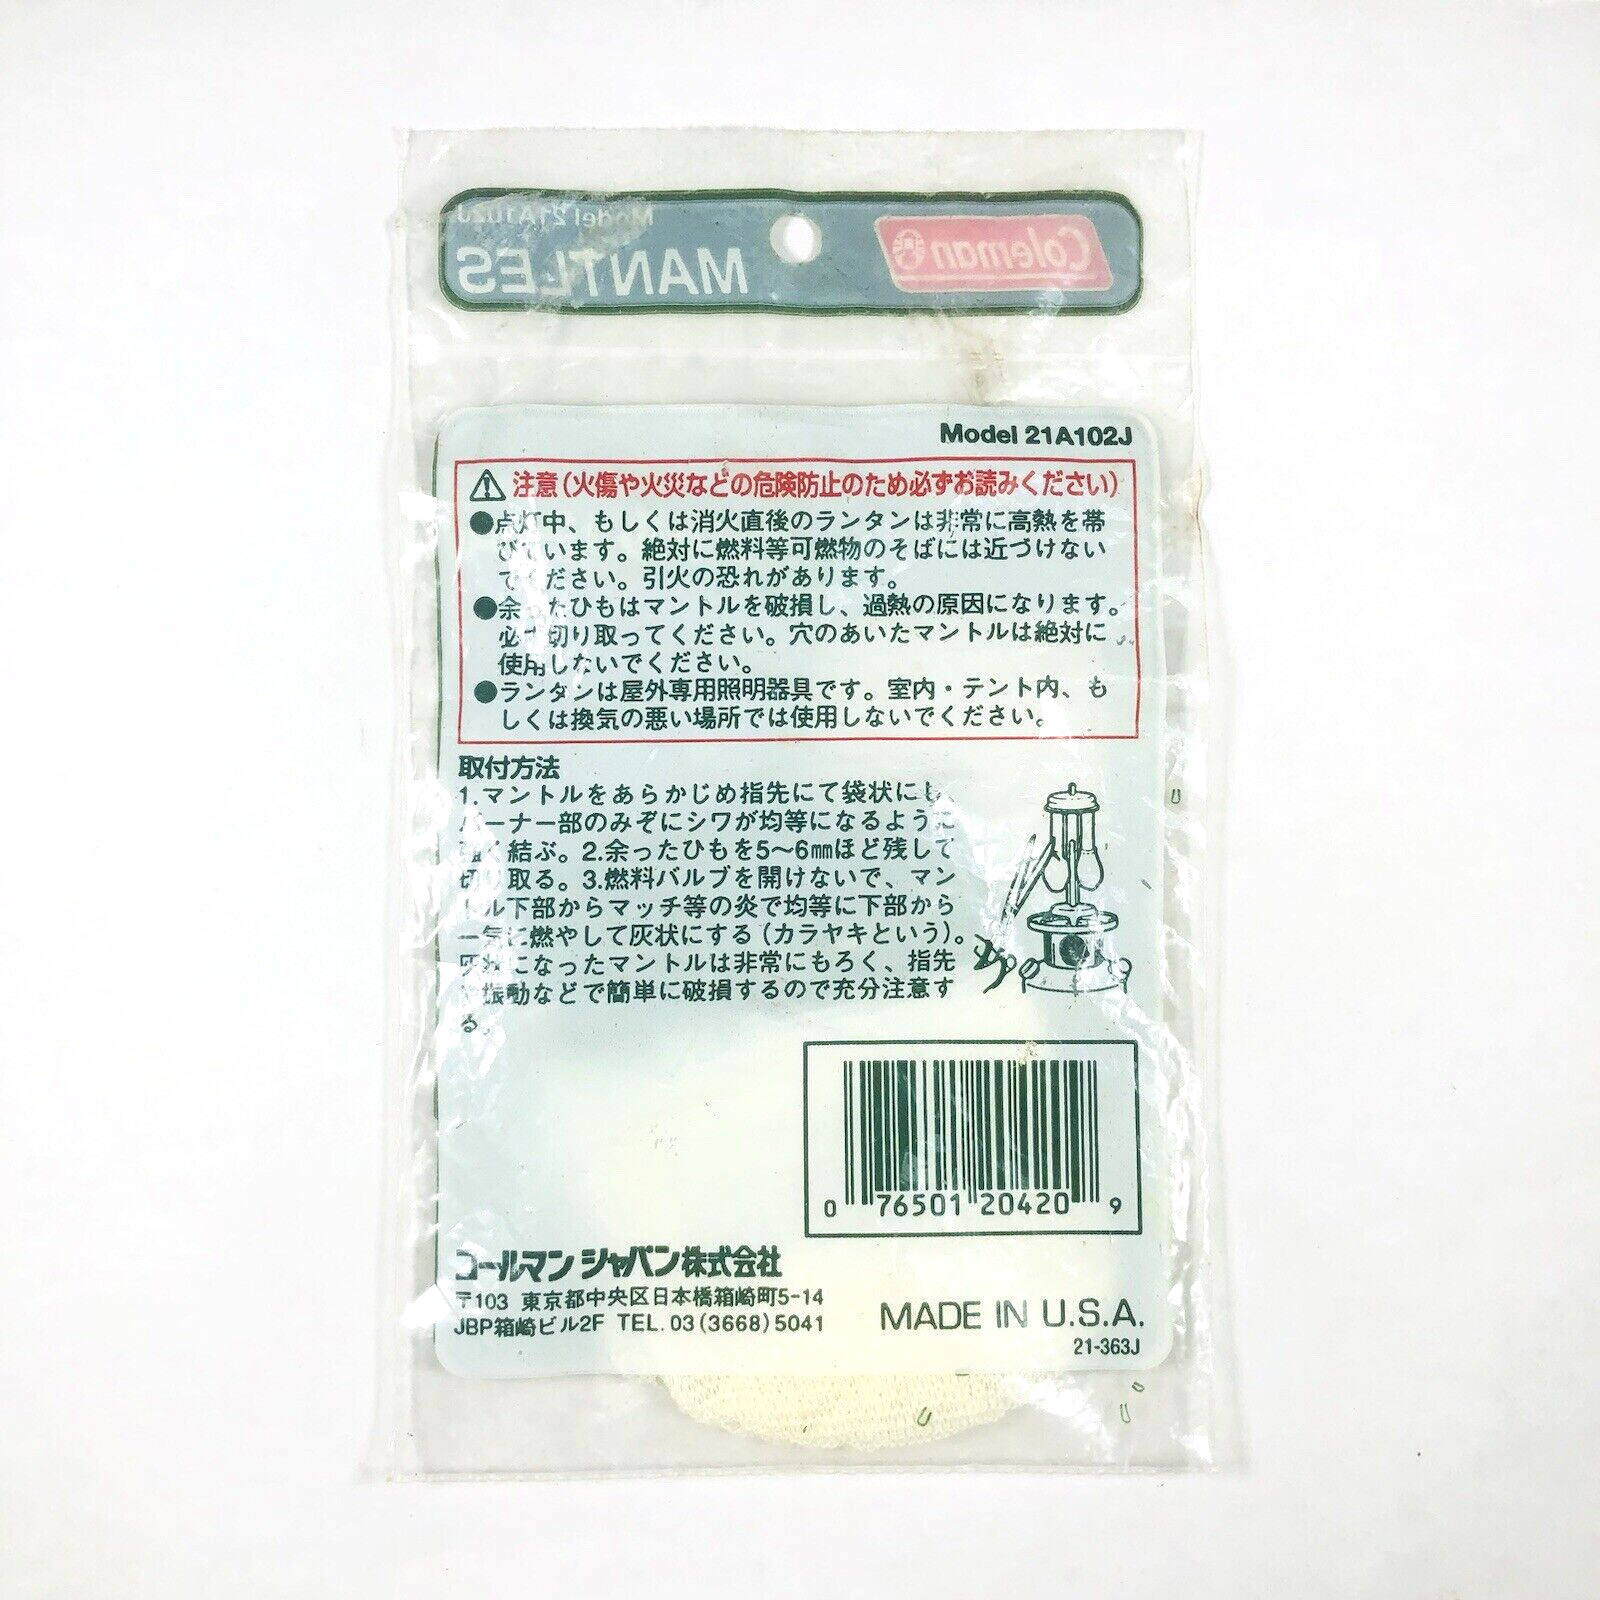 Model 21A102J
MANTLES
Coleman
Model 21A102J
注意(火傷や火災などの危険防止のため必ずお読みください)
●点灯中、もしくは消火直後のランタンは非常に高熱を帯
びています。絶対に燃料等可燃物のそばには近づけない
でください。引火の恐れがあります。
●余ったひもはマントルを破損し、過熱の原因になります。
必ず切り取ってください。穴のあいたマントルは絶対に
使用しないでください。
●ランタンは屋外専用照明器具です。室内・テント内、も
しくは換気の悪い場所では使用しないでください。
取付方法
1.マントルをあらかじめ指先にて袋状にし、
バーナー部のみぞにシワが均等になるように
強く結ぶ。2.余ったひもを5〜6㎜ほど残して
切り取る。3.燃料バルブを開けないで、マン
トル下部からマッチ等の炎で均等に下部から
一気に燃やして灰状にする(カラヤキという)。
灰状になったマントルは非常にもろく、指先
や振動などで簡単に破損するので充分注意す
る。
0 76501 20420 9
コールマン ジャパン株式会社
〒103 東京都中央区日本橋箱崎町5-14
JBP箱崎ビル2F TEL.03(3668)5041
MADE IN U.S.A.
21-363J